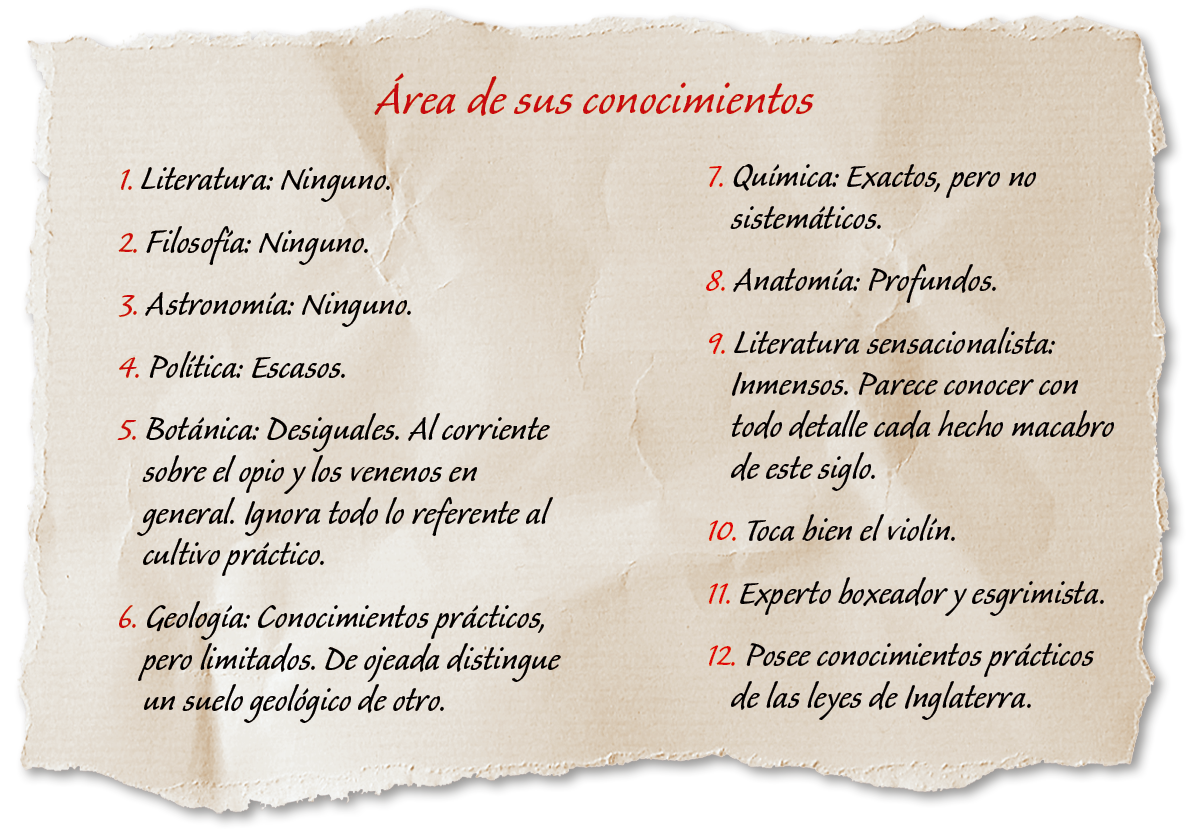 Área de sus conocimientos
1. Literatura: Ninguno.
2. Filosofía: Ninguno.
3. Astronomía: Ninguno.
4. Política: Escasos.
5. Botánica: Desiguales. Al corriente
sobre el opio y los venenos en
general. Ignora todo lo referente al
cultivo práctico.
6. Geología: Conocimientos prácticos,
pero limitados. De ojeada distingue
un suelo geológico de otro.
7. Química: Exactos, pero no
sistemáticos.
8. Anatomía: Profundos.
9. Literatura sensacionalista:
Inmensos. Parece conocer con
todo detalle cada hecho macabro
de este siglo.
10. Toca bien el violín.
11. Experto boxeador y esgrimista.
12. Posee conocimientos prácticos
de las leyes de Inglaterra.